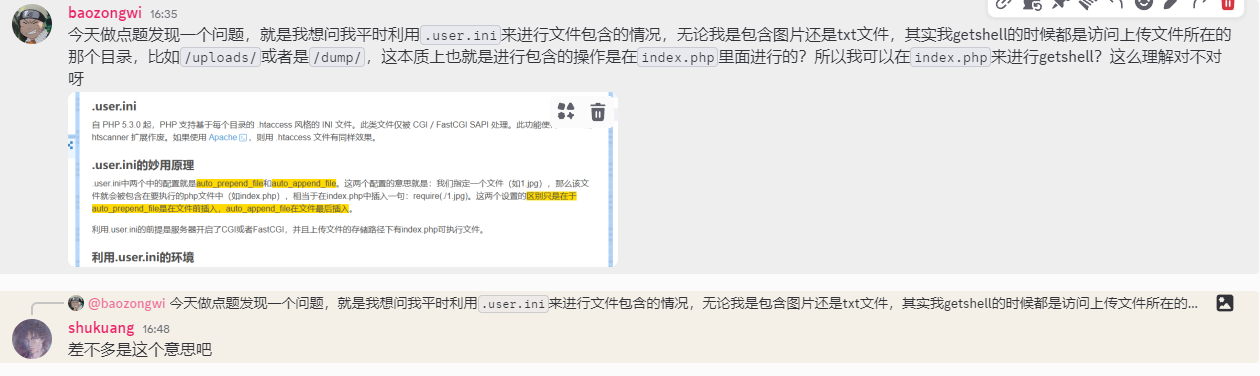 baozongwi 16:35
今天做点题发现一个问题，就是我想问我平时利用.user.ini来进行文件包含的情况，无论我是包含图片还是txt文件，其实我getshell的时候都是访问上传文件所在的
那个目录，比如/uploads/或者是/dump/，这本质上也就是进行包含的操作是在index.php里面进行的？所以我可以在index.php来进行getshell？这么理解对不对
呀
.user.ini
自 PHP 5.3.0 起，PHP 支持基于每个目录的 .htaccess 风格的 INI 文件。此类文件仅被 CGI / FastCGI SAPI 处理。此功能使
htscanner 扩展作废。如果使用 Apache，则用 .htaccess 文件有同样效果。
.user.ini的妙用原理
.user.ini中两个中的配置就是auto_prepend_file和auto_append_file。这两个配置的意思就是：我们指定一个文件（如1.jpg），那么该文
件就会被包含在要执行的php文件中（如index.php），相当于在index.php中插入一句：require(./1.jpg)。这两个设置的区别只是在于
auto_prepend_file是在文件前插入，auto_append_file在文件最后插入。
利用.user.ini的前提是服务器开启了CGI或者FastCGI，并且上传文件的存储路径下有index.php可执行文件。
利用.user.ini的环境
@baozongwi 今天做点题发现一个问题，就是我想问我平时利用.user.ini来进行文件包含的情况，无论我是包含图片还是txt文件，其实我getshell的时候都是访问上传文件所在的...
shukuang 16:48
差不多是这个意思吧